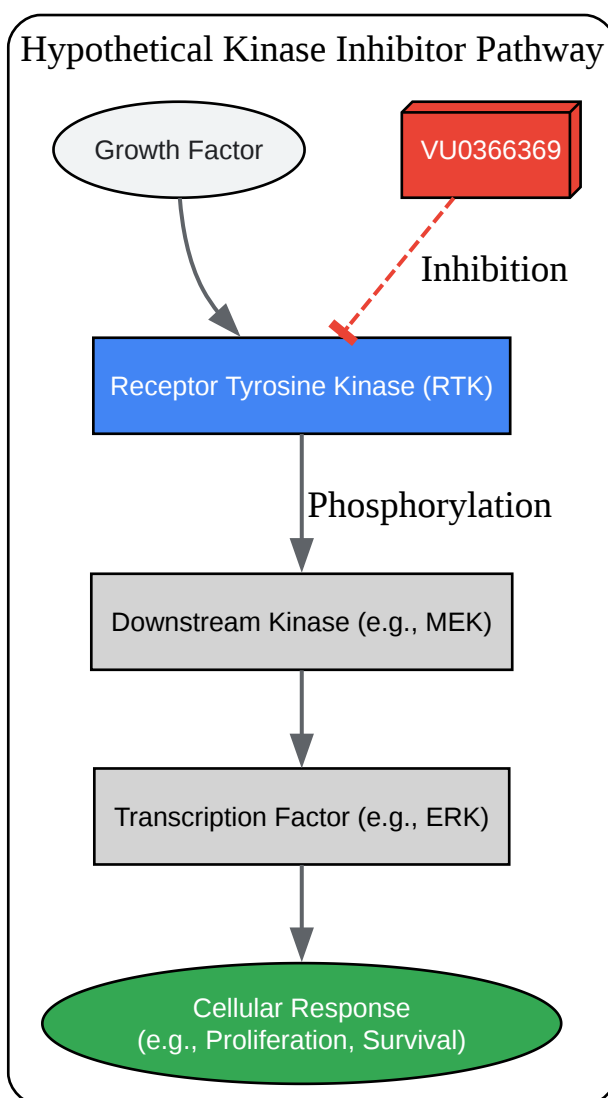 Hypothetical Kinase Inhibitor Pathway
Growth Factor
VU0366369
Inhibition
Receptor Tyrosine Kinase (RTK)
Phosphorylation
Downstream Kinase (e.g., MEK)
Transcription Factor (e.g., ERK)
Cellular Response
(e.g., Proliferation, Survival)